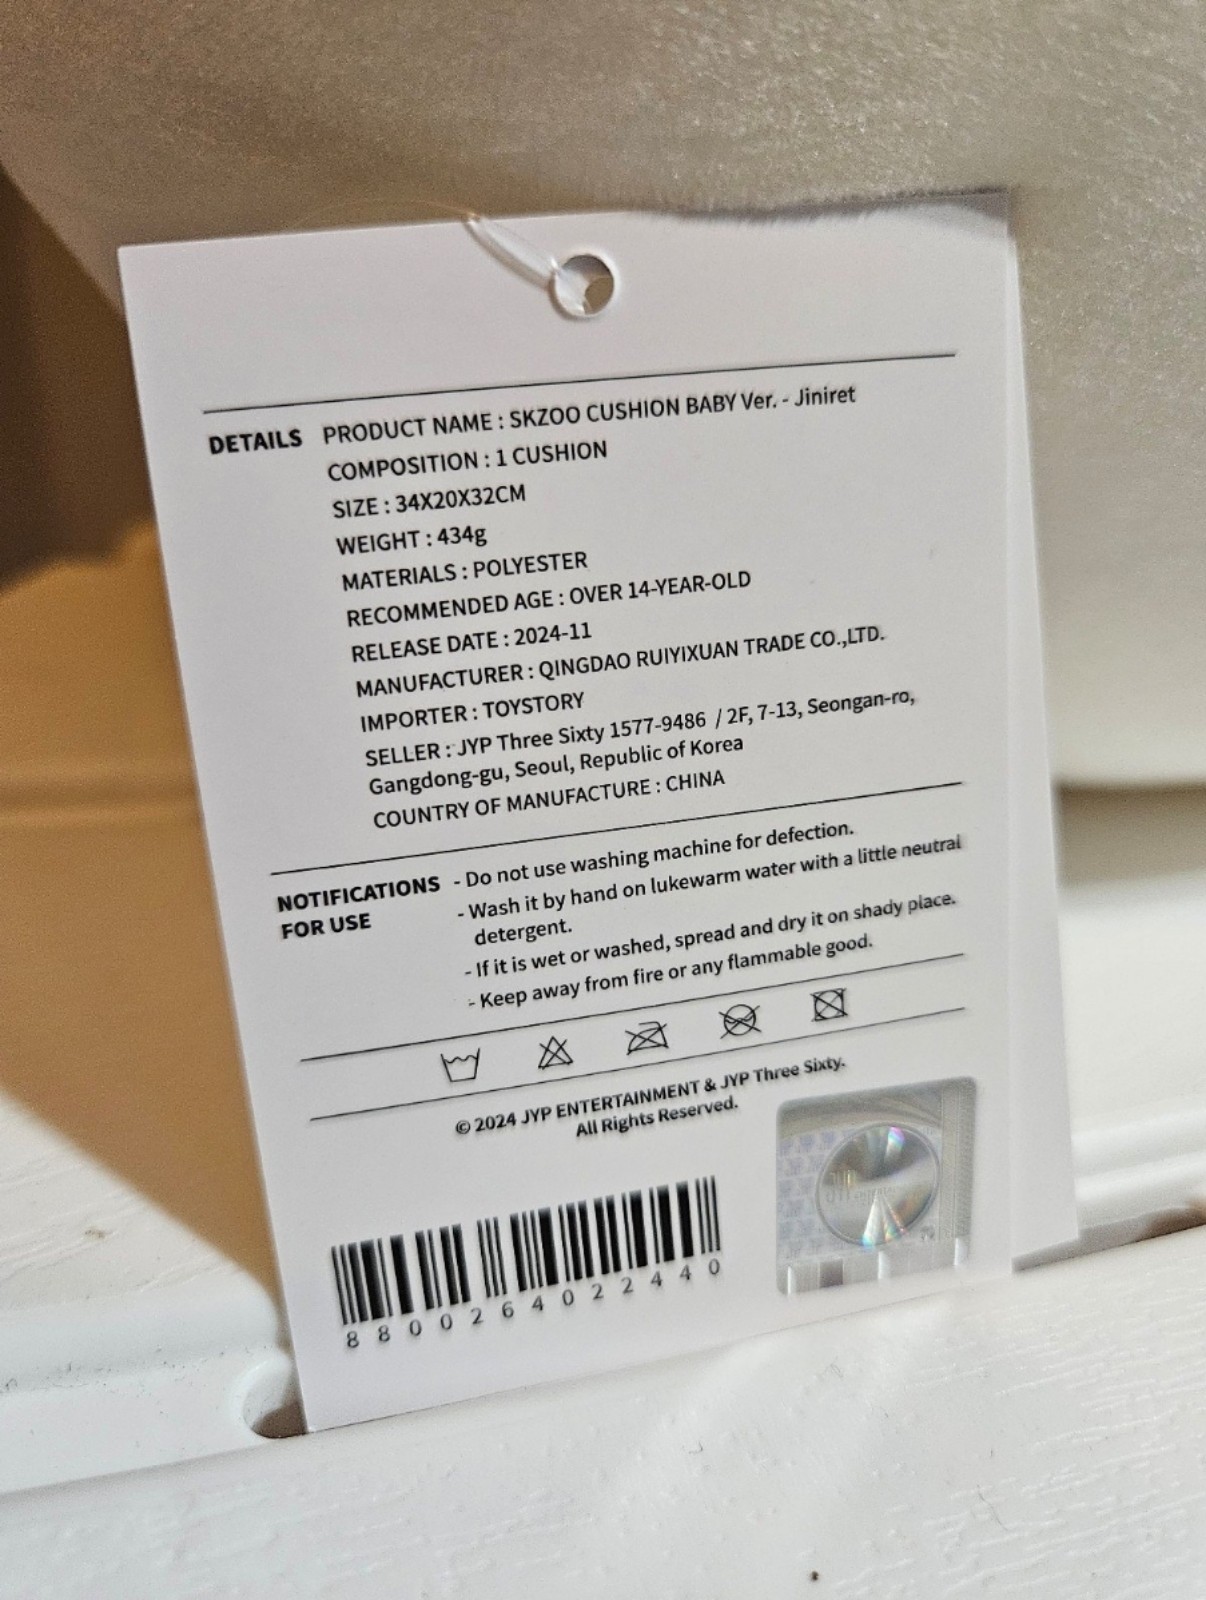 DETAILS PRODUCT NAME : SKZOO CUSHION BABY Ver. - Jiniret
COMPOSITION : 1 CUSHION
SIZE : 34X20X32CM
WEIGHT : 434g
MATERIALS : POLYESTER
RECOMMENDED AGE : OVER 14-YEAR-OLD
RELEASE DATE : 2024-11
MANUFACTURER : QINGDAO RUIYIXUAN TRADE CO.,LTD.
IMPORTER : TOYSTORY
SELLER : JYP Three Sixty 1577-9486 / 2F, 7-13, Seongan-ro,
Gangdong-gu, Seoul, Republic of Korea
COUNTRY OF MANUFACTURE : CHINA
NOTIFICATIONS
FOR USE
- Do not use washing machine for defection.
- Wash it by hand on lukewarm water with a little neutral
detergent.
- If it is wet or washed, spread and dry it on shady place.
- Keep away from fire or any flammable good.
© 2024 JYP ENTERTAINMENT & JYP Three Sixty.
All Rights Reserved.
8800264022440